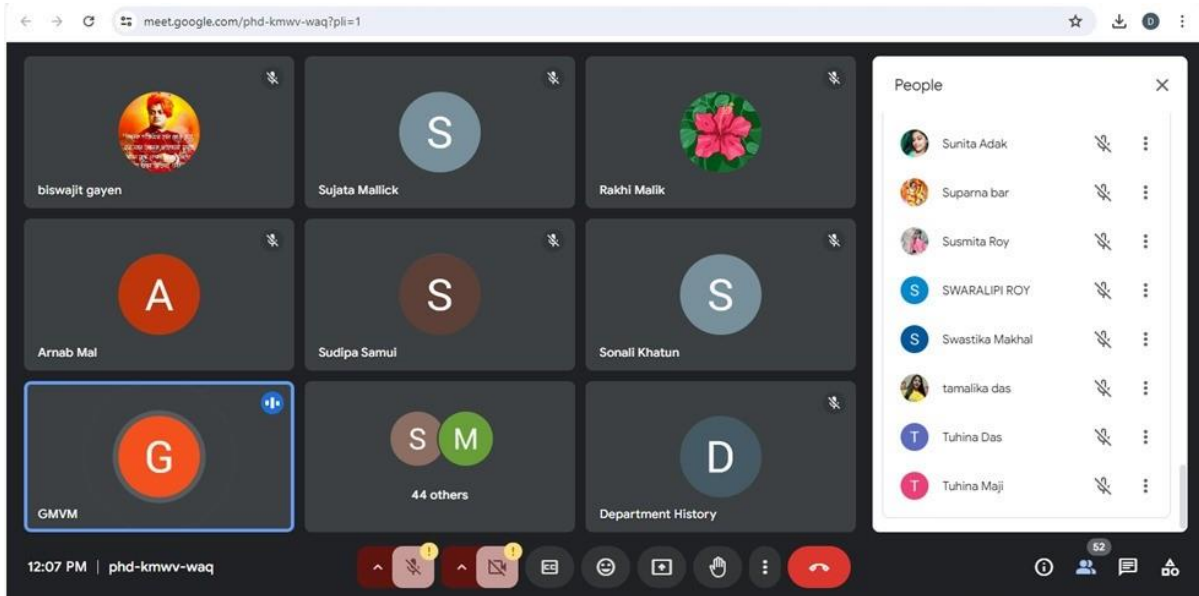 meet.google.com/phd-kmwv-waq?pli=1
D
biswajit gayen
S
Sujata Mallick
Rakhi Malik
A
Arnab Mal
S
Sudipa Samui
S
Sonali Khatun
G
GMVM
S M
44 others
D
Department History
People
Sunita Adak
Suparna bar
Susmita Roy
S SWARALIPI ROY
S Swastika Makhal
tamalika das
T Tuhina Das
T Tuhina Maji
12:07 PM | phd-kmwv-waq
!
!
CC
52